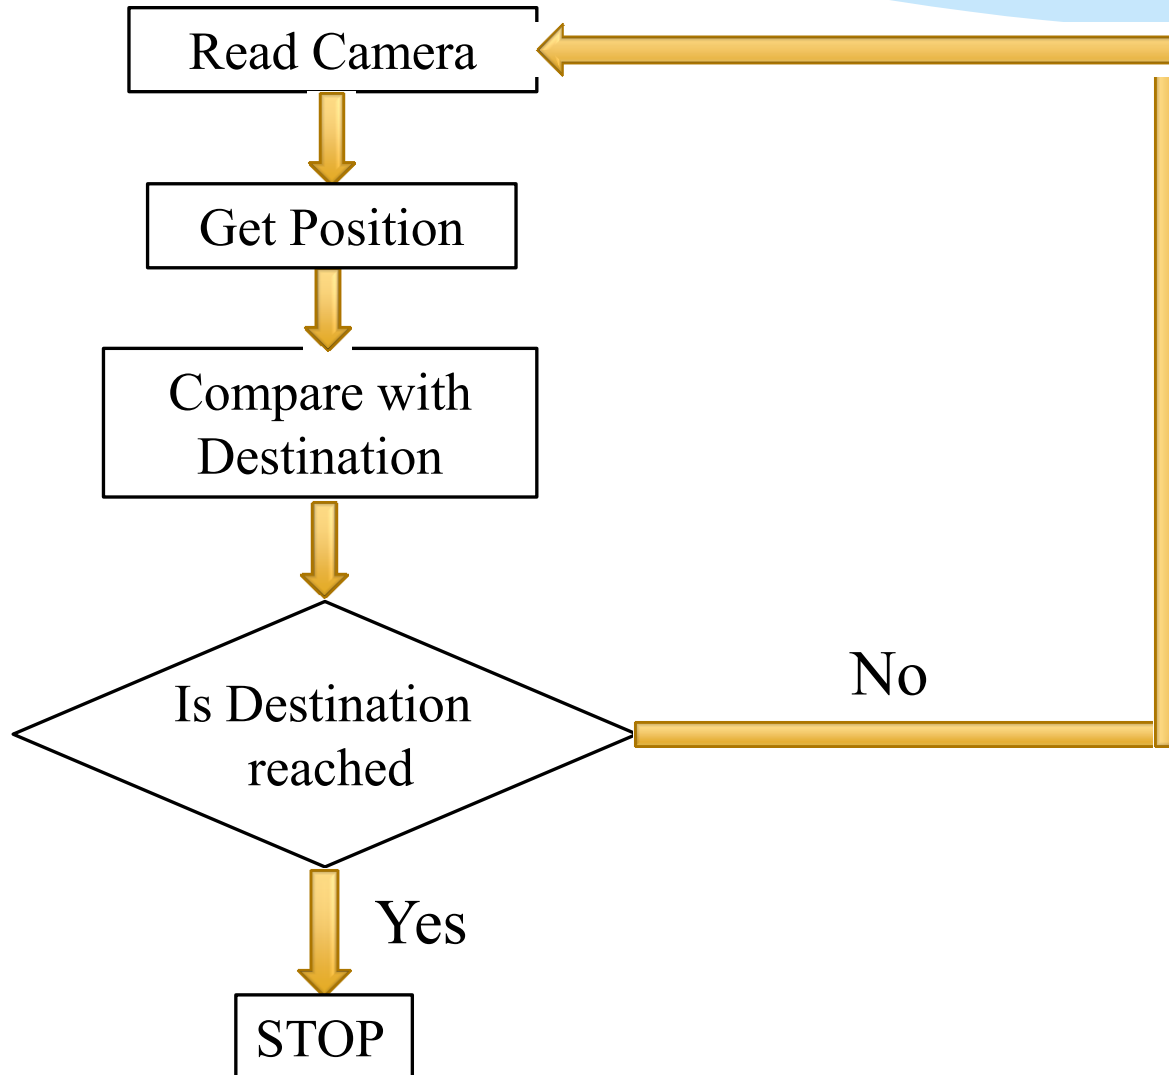 Read Camera
Get Position
Compare with
Destination
Is Destination
reached
No
Yes
STOP